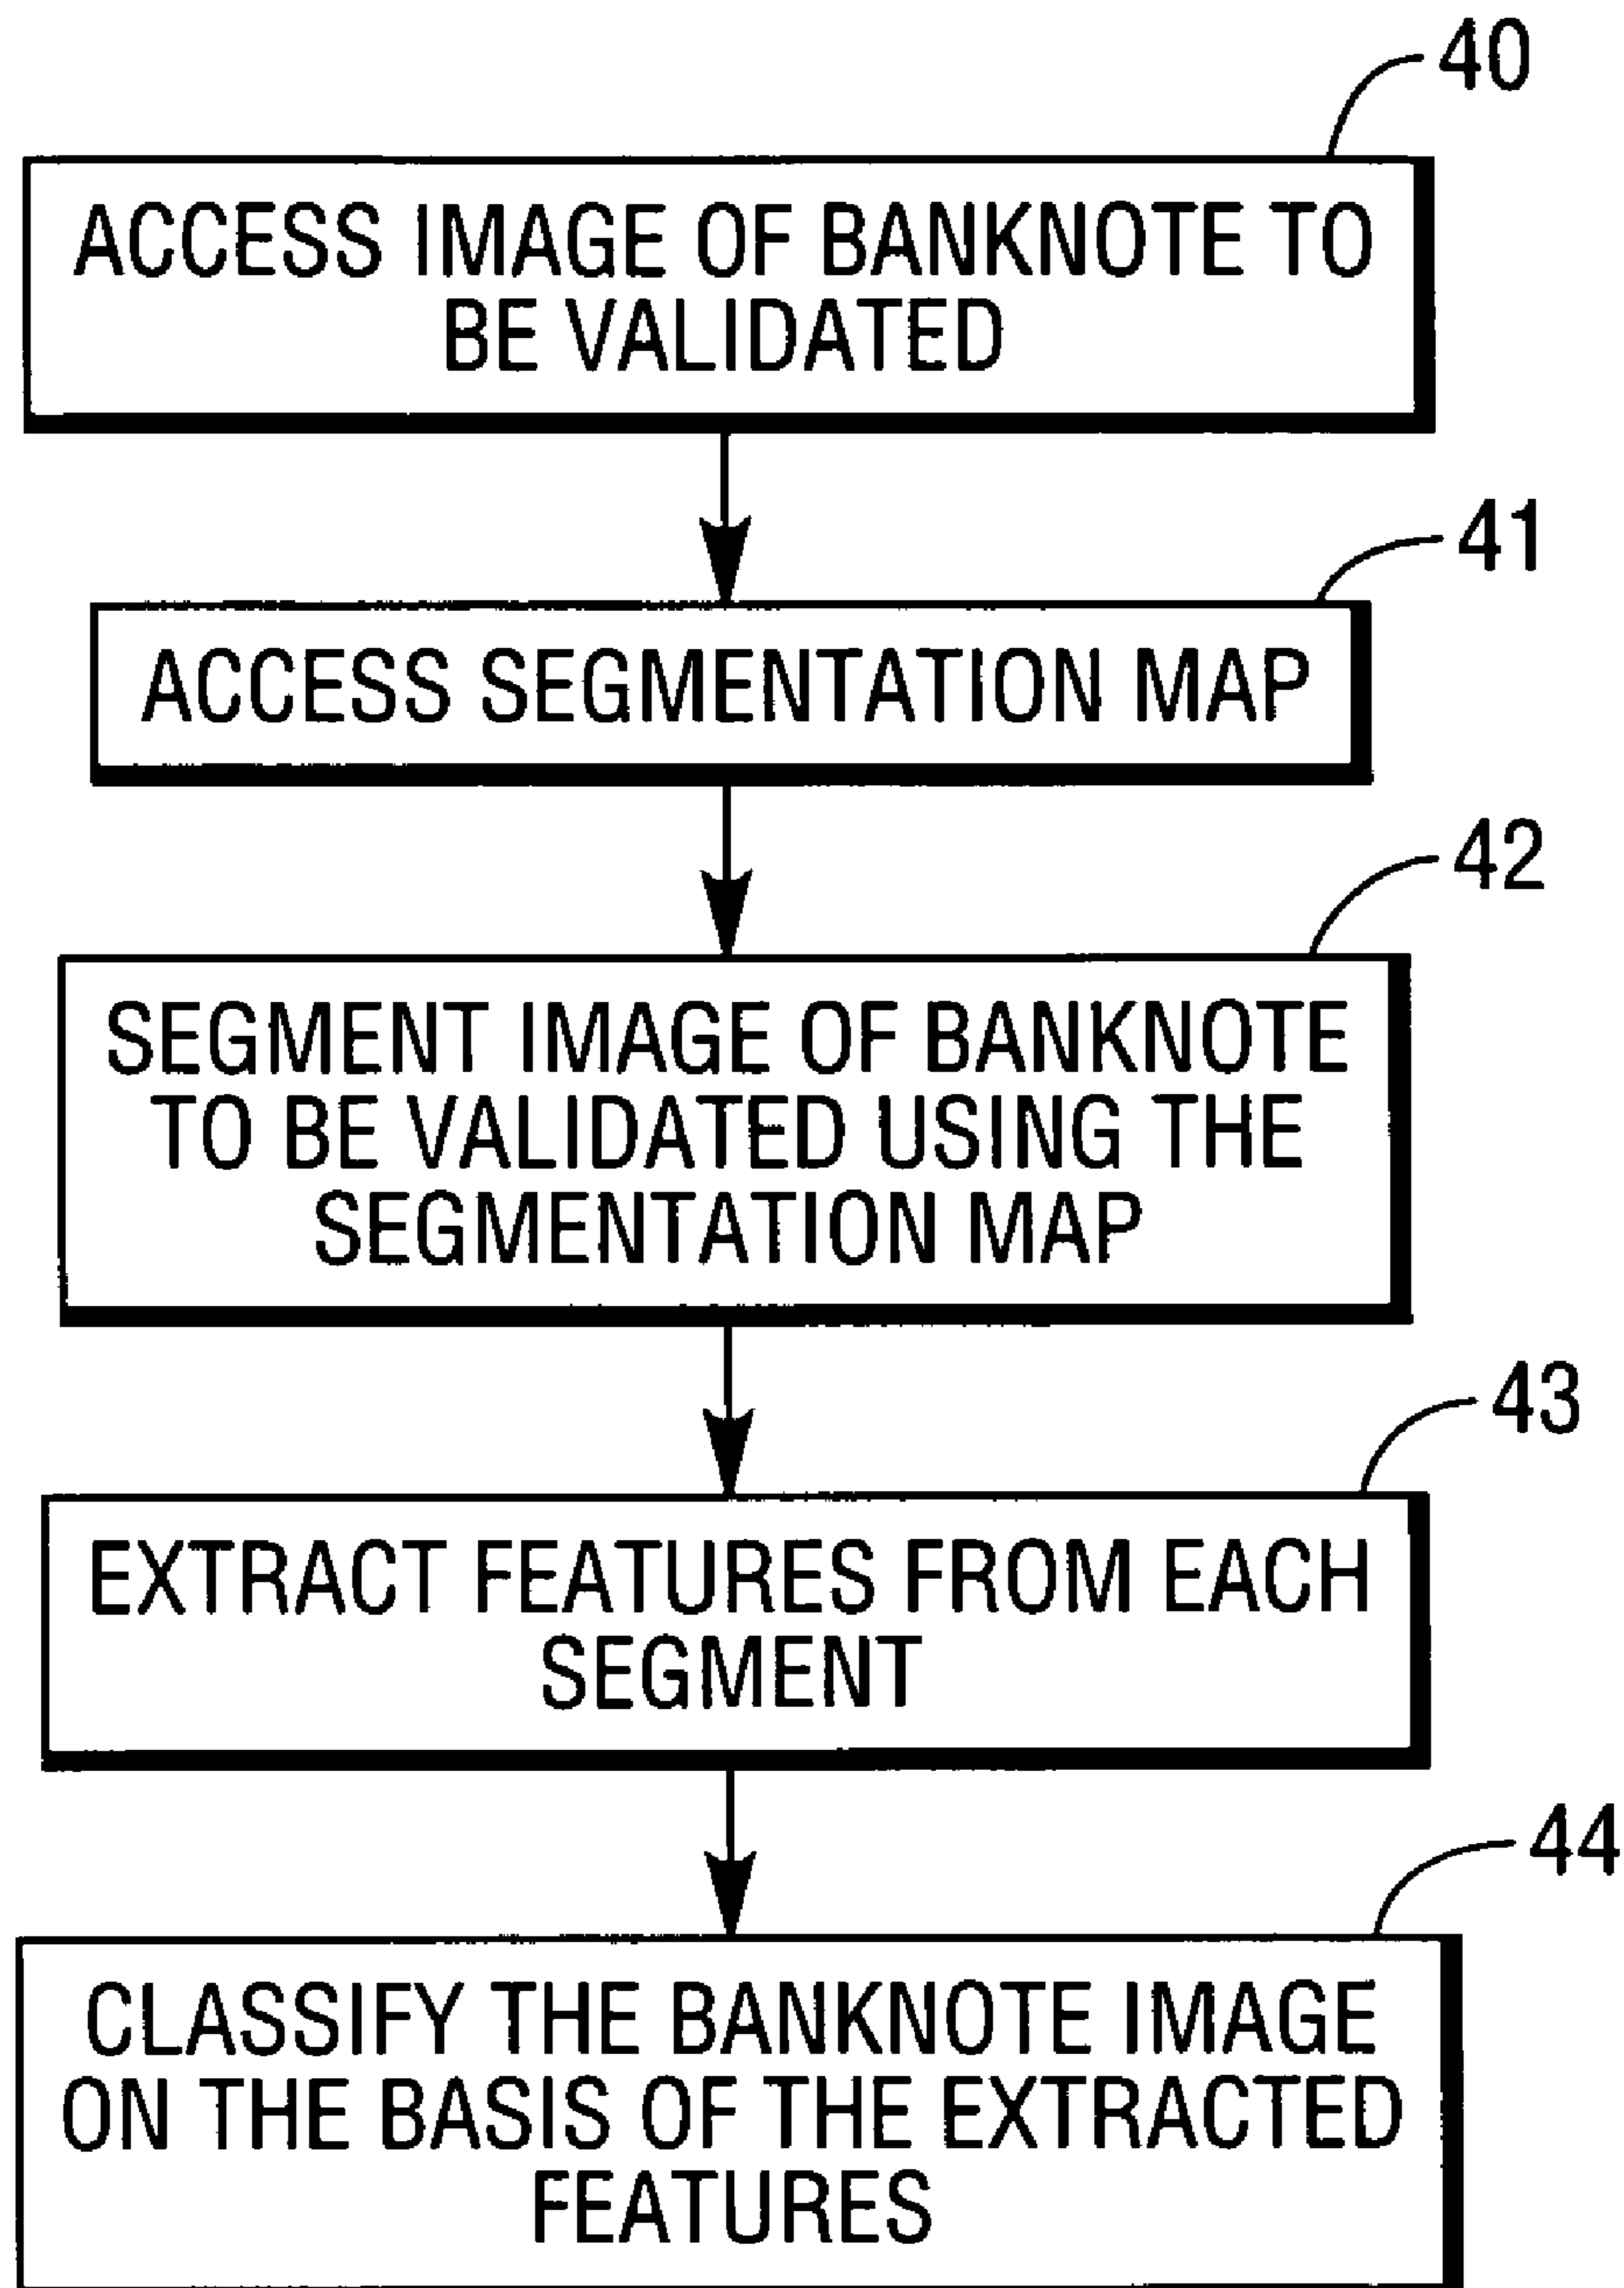 40
ACCESS IMAGE OF BANKNOTE TO
BE VALIDATED
41
ACCESS SEGMENTATION MAP
42
SEGMENT IMAGE OF BANKNOTE
TO BE VALIDATED USING THE
SEGMENTATION MAP
43
EXTRACT FEATURES FROM EACH
SEGMENT
44
CLASSIFY THE BANKNOTE IMAGE
ON THE BASIS OF THE EXTRACTED
FEATURES